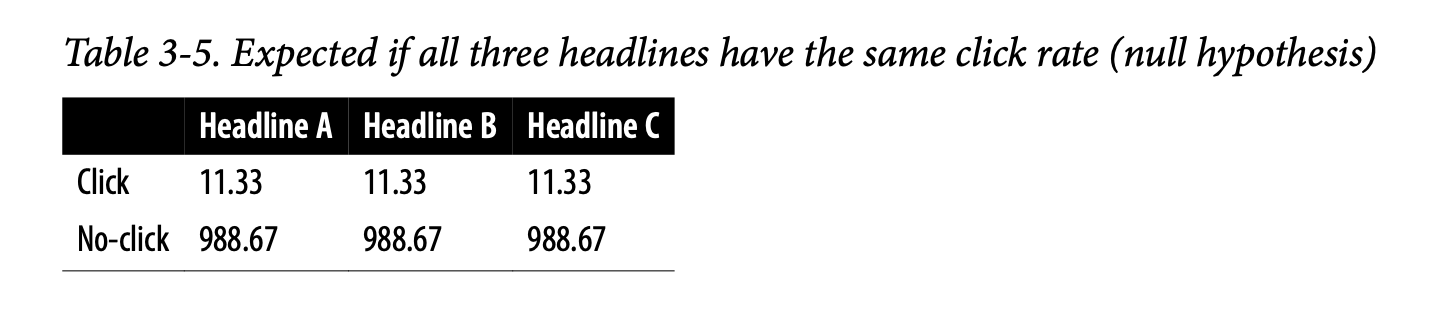 Table 3-5. Expected if all three headlines have the same click rate (null hypothesis)
Headline A Headline B Headline C
Click 11.33 11.33 11.33
No-click 988.67 988.67 988.67